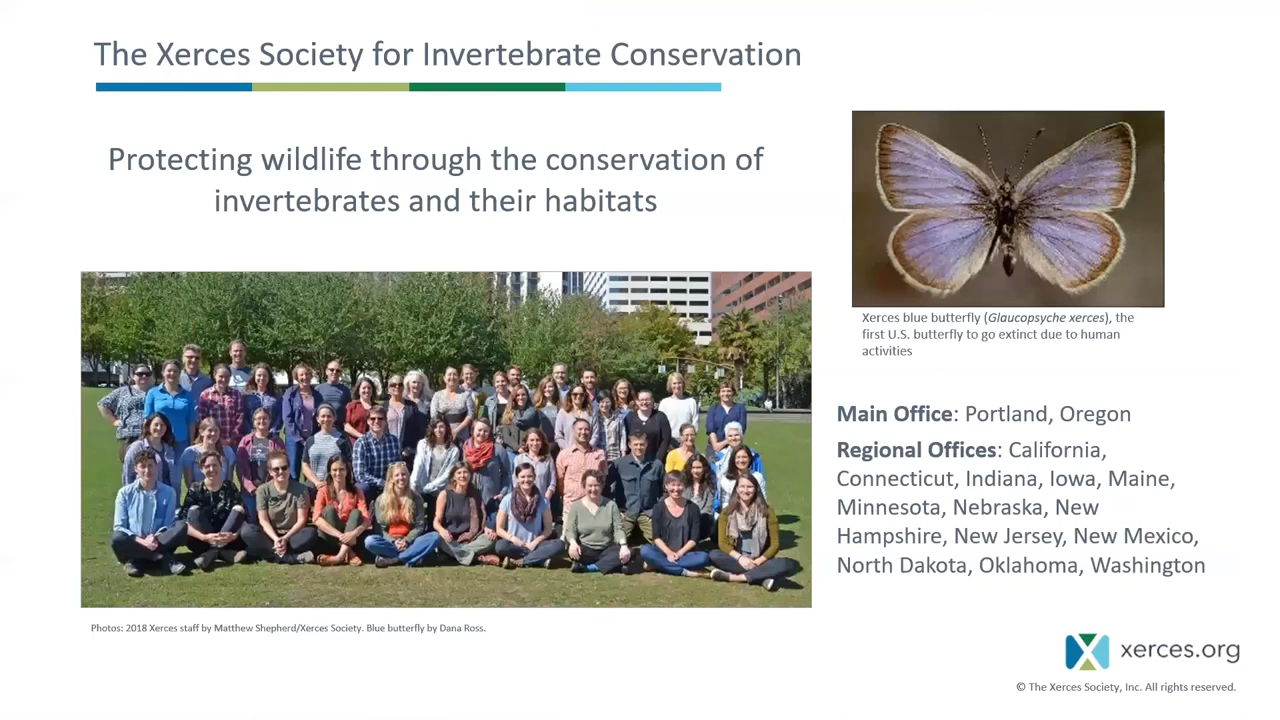 The Xerces Society for Invertebrate Conservation
Protecting wildlife through the conservation of
invertebrates and their habitats
Xerces blue butterfly (Glaucopsyche xerces), the
first U.S. butterfly to go extinct due to human
activities
Main Office: Portland, Oregon
Regional Offices: California,
Connecticut, Indiana, Iowa, Maine,
Minnesota, Nebraska, New
Hampshire, New Jersey, New Mexico,
North Dakota, Oklahoma, Washington
Photos: 2018 Xerces staff by Matthew Shepherd/Xerces Society. Blue butterfly by Dana Ross.
xerces.org
© The Xerces Society, Inc. All rights reserved.